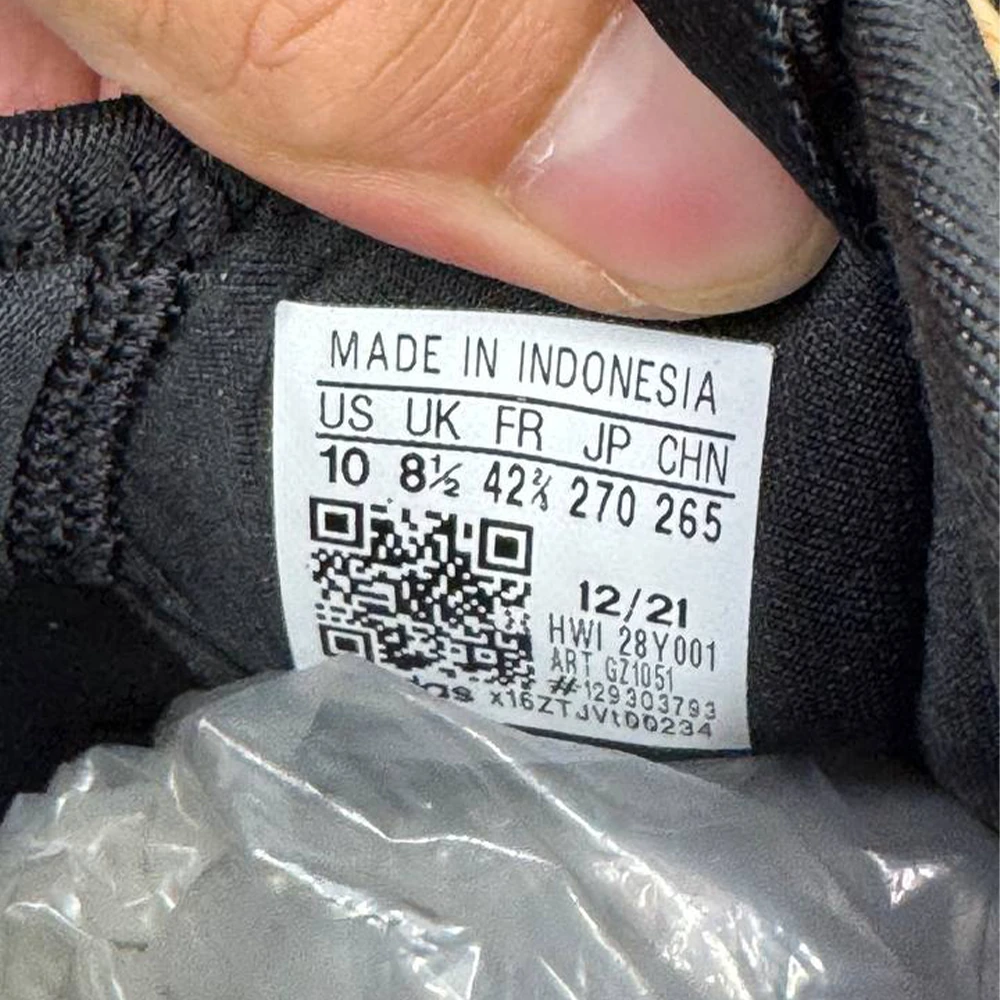 MADE IN INDONESIA
US UK FR JP CHN
10 8½ 42⅔ 270 265
12/21
HWI 28Y001
ART GZ1051
#129303793
x16ZTJVt00234